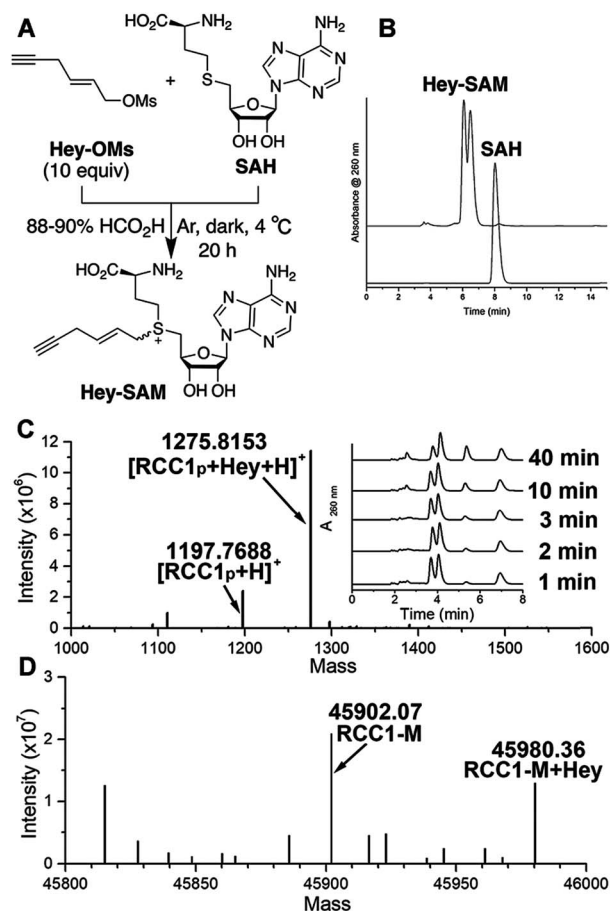 A
HO₂C NH₂
NH₂
S
N N
N N
O
OMs
+
OH OH
Hey-OMs
(10 equiv)
SAH
88-90% HCO₂H
Ar, dark, 4 °C
20 h
HO₂C NH₂
NH₂
S
+
N N
N N
O
OH OH
Hey-SAM
B
Hey-SAM
SAH
Absorbance @ 260 nm
0 2 4 6 8 10 12 14
Time (min)
C
1275.8153
[RCC1p+Hey+H]⁺
1197.7688
[RCC1p+H]⁺
Intensity (x10⁶)
12
10
8
6
4
2
0
1000 1100 1200 1300 1400 1500 1600
Mass
A 260 nm
40 min
10 min
3 min
2 min
1 min
0 2 4 6 8
Time (min)
D
45902.07
RCC1-M
45980.36
RCC1-M+Hey
Intensity (x10⁷)
3
2
1
0
45800 45850 45900 45950 46000
Mass